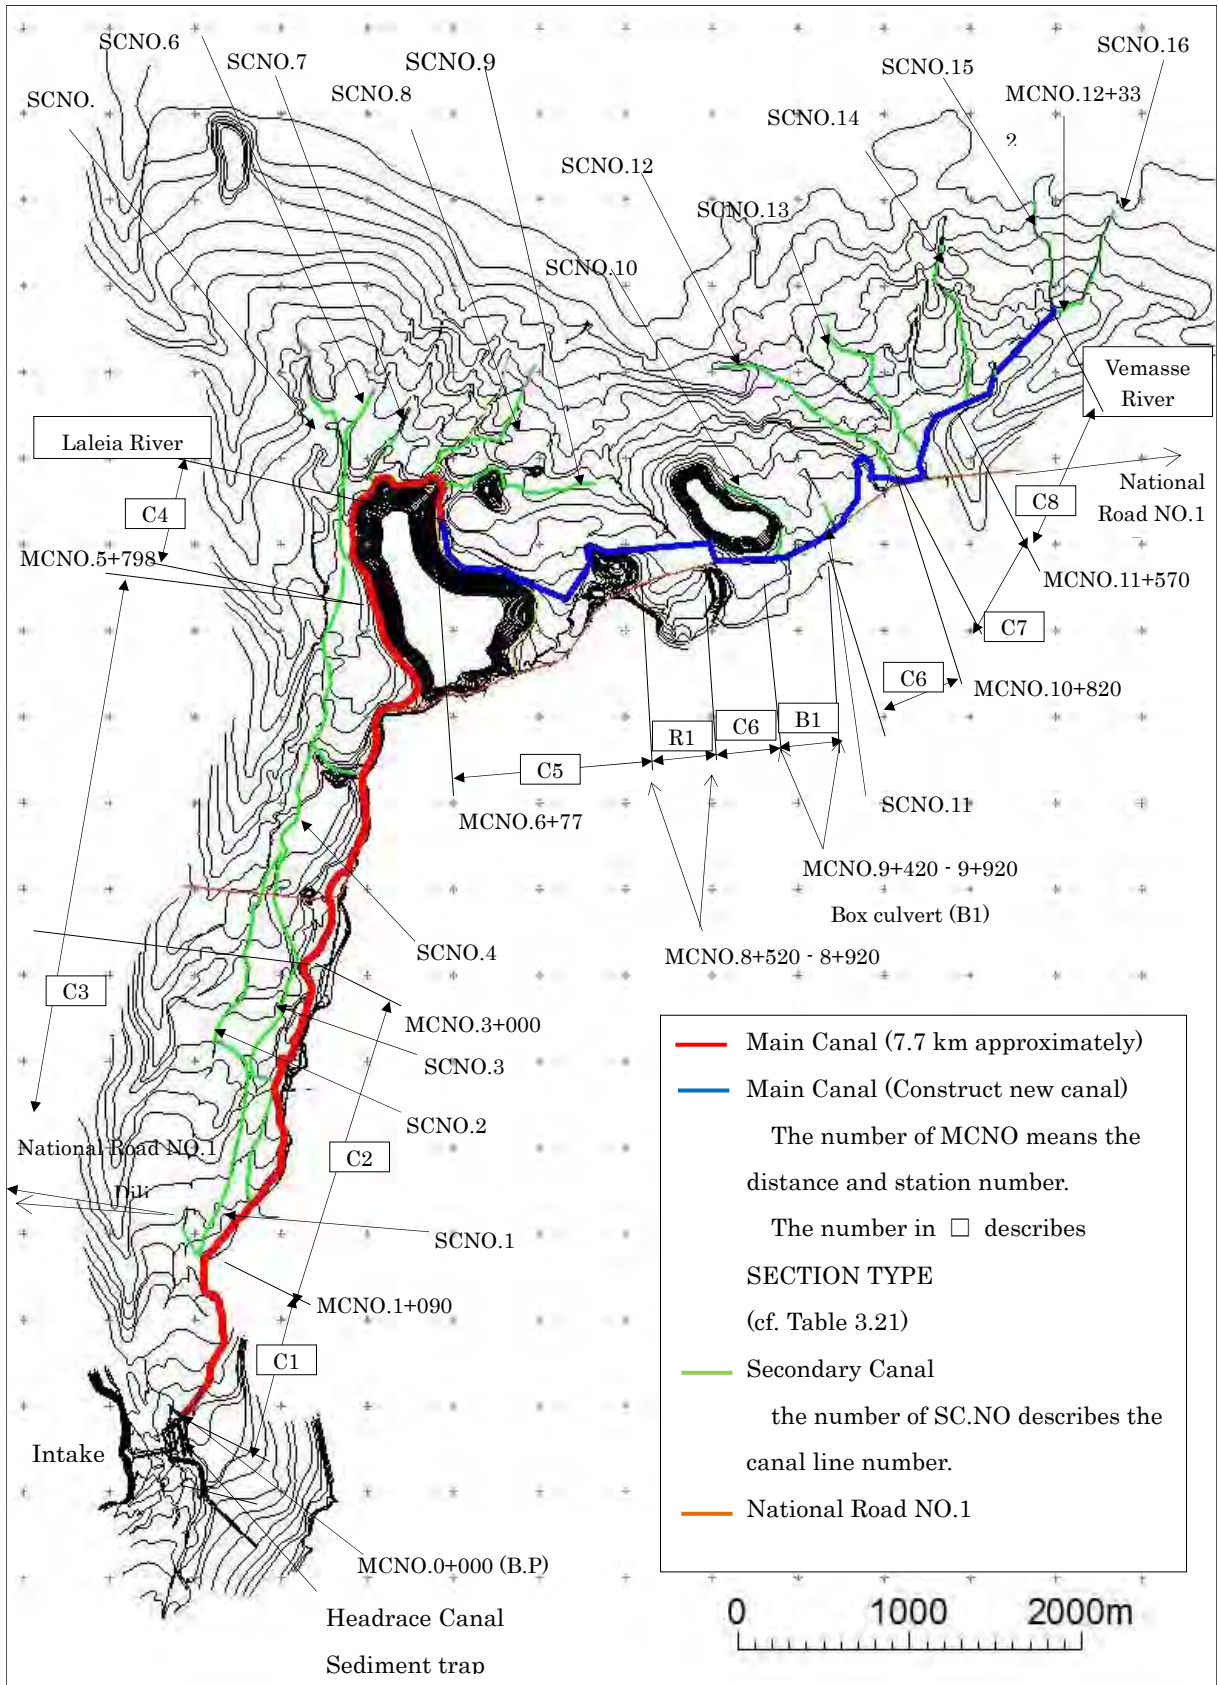 SCNO.6
SCNO.7
SCNO.8
SCNO.9
SCNO.
SCNO.15
SCNO.16
MCNO.12+33
2
SCNO.14
SCNO.12
SCNO.13
SCNO.10
Vemasse
River
Laleia River
C4
MCNO.5+798
National
Road NO.1
C8
MCNO.11+570
C7
C6
MCNO.10+820
B1
C6
R1
C5
SCNO.11
MCNO.6+77
MCNO.9+420 - 9+920
Box culvert (B1)
SCNO.4
MCNO.8+520 - 8+920
C3
MCNO.3+000
SCNO.3
SCNO.2
National Road NO.1
C2
Dili
SCNO.1
MCNO.1+090
C1
Intake
MCNO.0+000 (B.P)
Headrace Canal
Sediment trap
Main Canal (7.7 km approximately)
Main Canal (Construct new canal)
The number of MCNO means the
distance and station number.
The number in □ describes
SECTION TYPE
(cf. Table 3.21)
Secondary Canal
the number of SC.NO describes the
canal line number.
National Road NO.1
0 1000 2000m